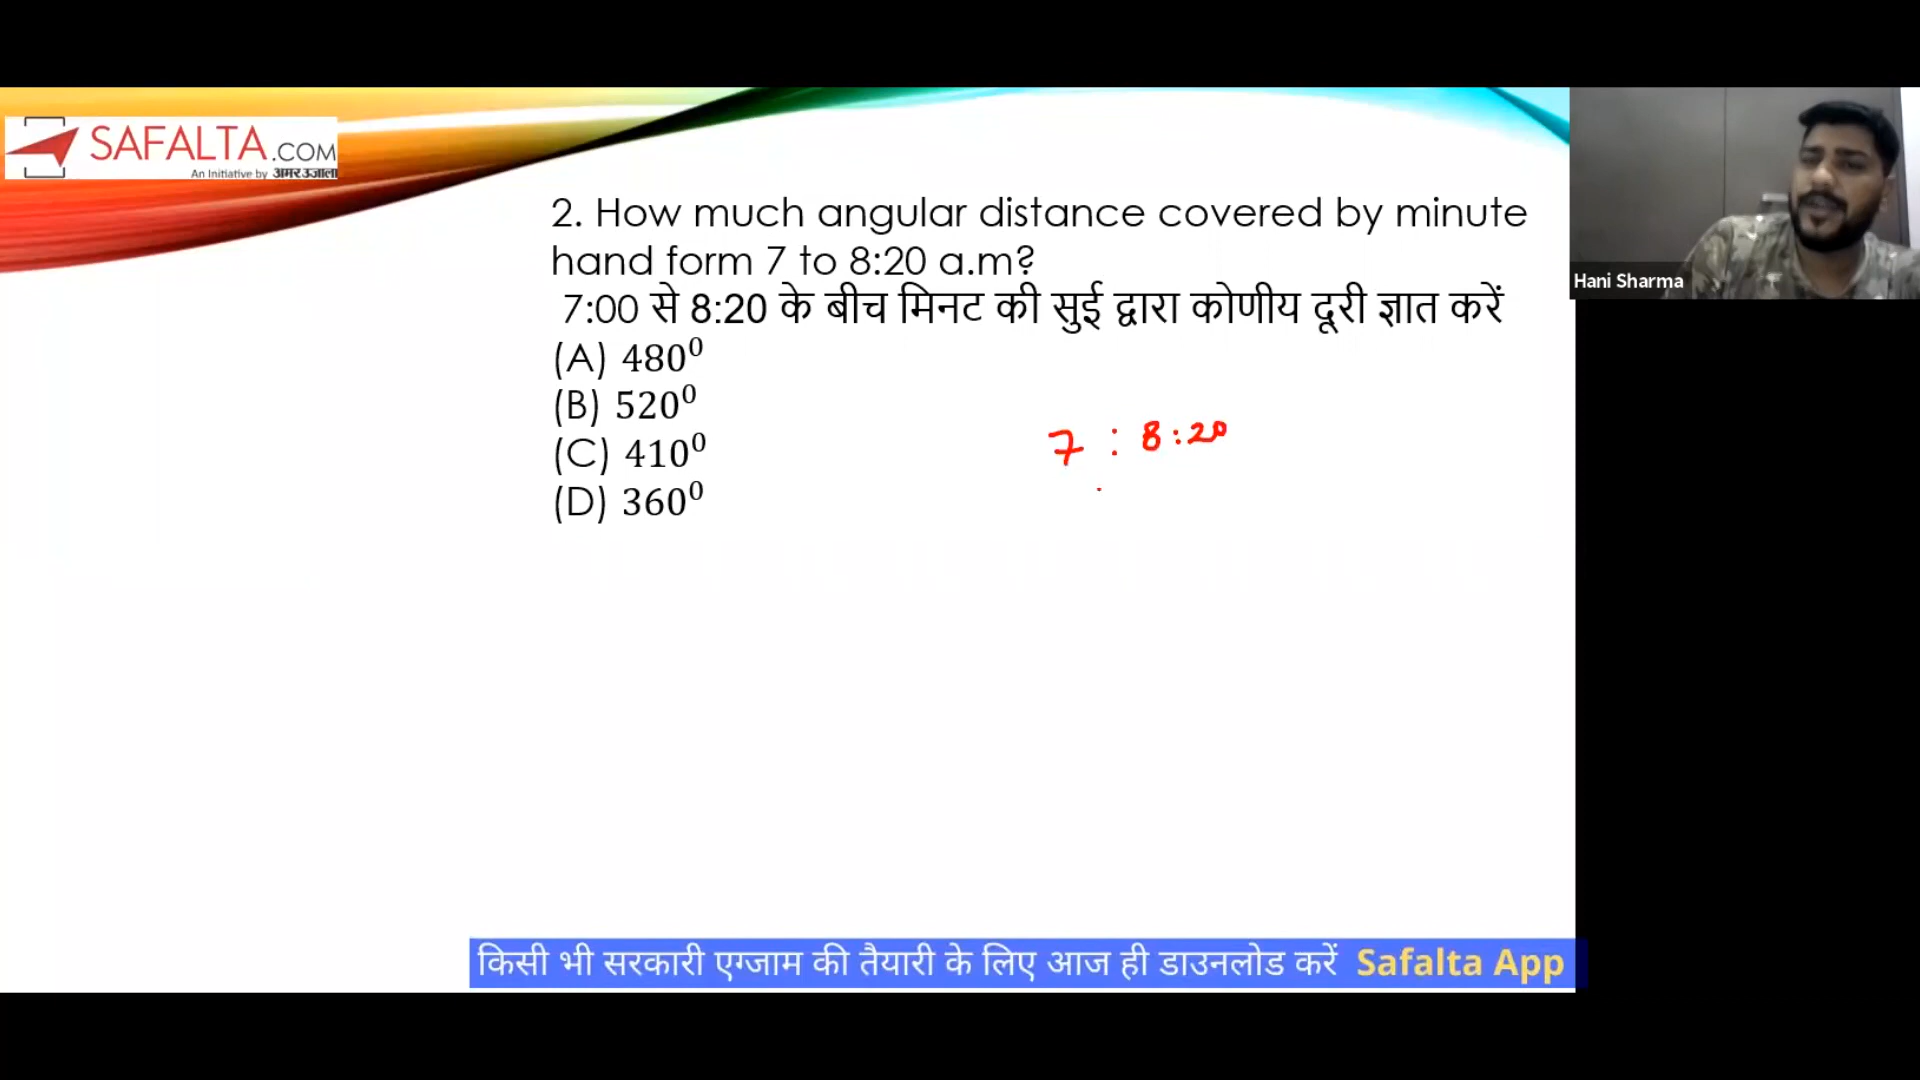 SAFALTA.COM
An Initiative by अमर उजाला
2. How much angular distance covered by minute
hand form 7 to 8:20 a.m?
7:00 से 8:20 के बीच मिनट की सुई द्वारा कोणीय दूरी ज्ञात करें
(A) 480⁰
(B) 520⁰
(C) 410⁰
(D) 360⁰
7 : 8:20
Hani Sharma
किसी भी सरकारी एग्जाम की तैयारी के लिए आज ही डाउनलोड करें Safalta App